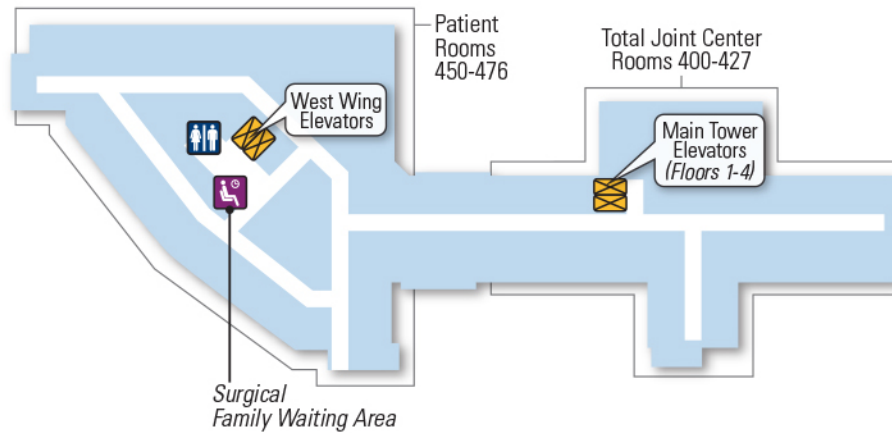 Patient
Rooms
450-476
Total Joint Center
Rooms 400-427
West Wing
Elevators
Main Tower
Elevators
(Floors 1-4)
Surgical
Family Waiting Area